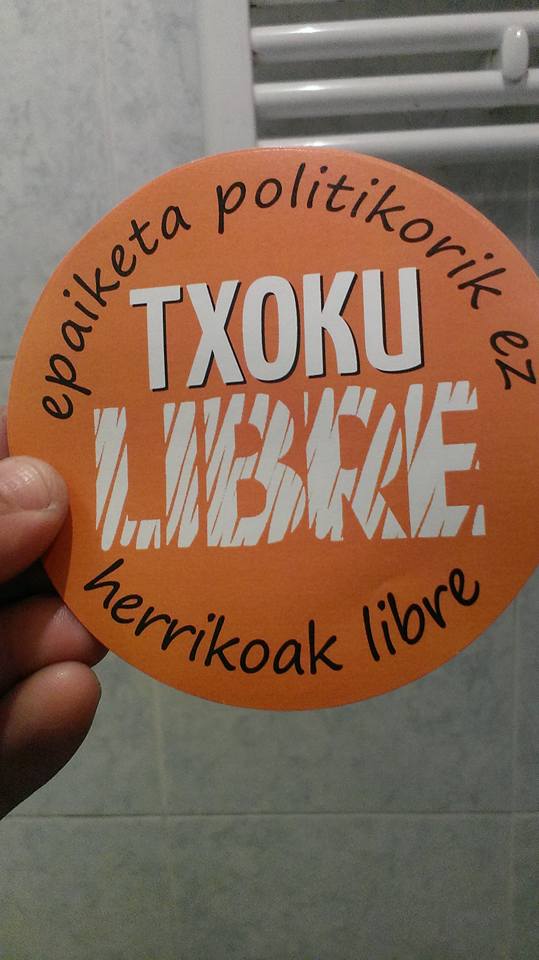 epaiketa politikorik ez
TXOKU
LIBRE
herrikoak libre